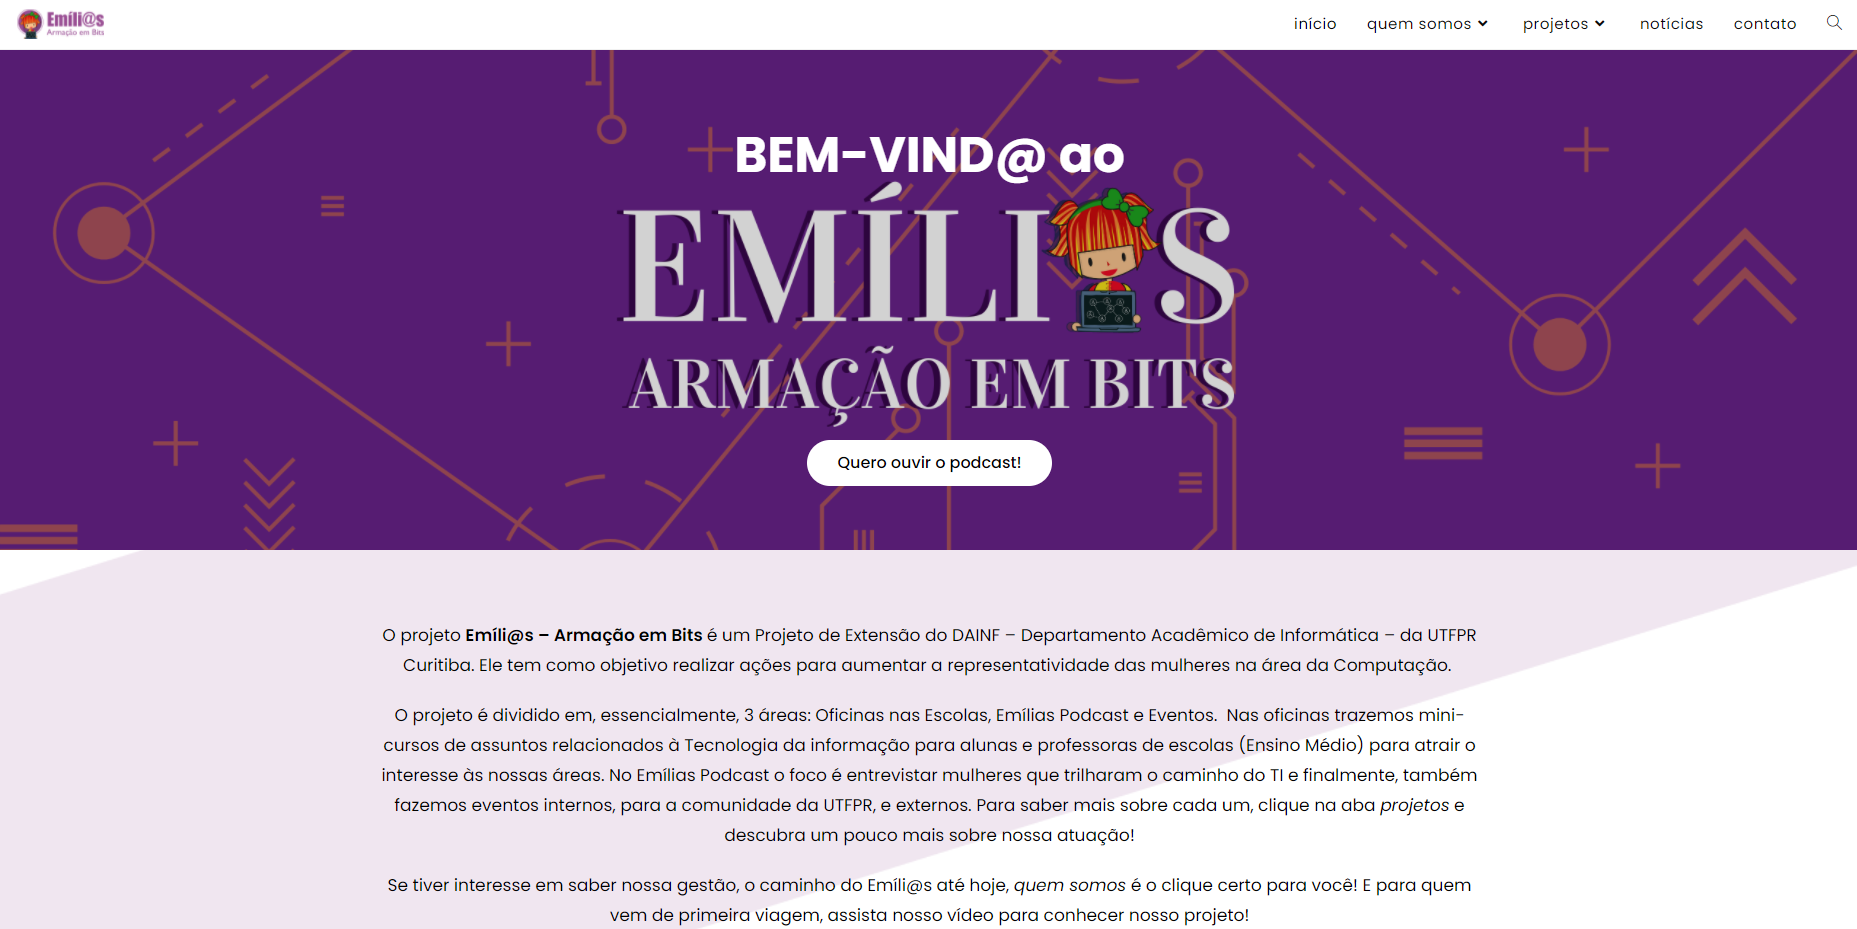 Emíli@s
Armação em Bits
início
quem somos
projetos
notícias
contato
BEM-VIND@ ao
EMÍLI S
ARMAÇÃO EM BITS
Quero ouvir o podcast!
O projeto Emíli@s – Armação em Bits é um Projeto de Extensão do DAINF – Departamento Acadêmico de Informática – da UTFPR
Curitiba. Ele tem como objetivo realizar ações para aumentar a representatividade das mulheres na área da Computação.
O projeto é dividido em, essencialmente, 3 áreas: Oficinas nas Escolas, Emílias Podcast e Eventos.  Nas oficinas trazemos mini-
cursos de assuntos relacionados à Tecnologia da informação para alunas e professoras de escolas (Ensino Médio) para atrair o
interesse às nossas áreas. No Emílias Podcast o foco é entrevistar mulheres que trilharam o caminho do TI e finalmente, também
fazemos eventos internos, para a comunidade da UTFPR, e externos. Para saber mais sobre cada um, clique na aba projetos e
descubra um pouco mais sobre nossa atuação!
Se tiver interesse em saber nossa gestão, o caminho do Emíli@s até hoje, quem somos é o clique certo para você! E para quem
vem de primeira viagem, assista nosso vídeo para conhecer nosso projeto!